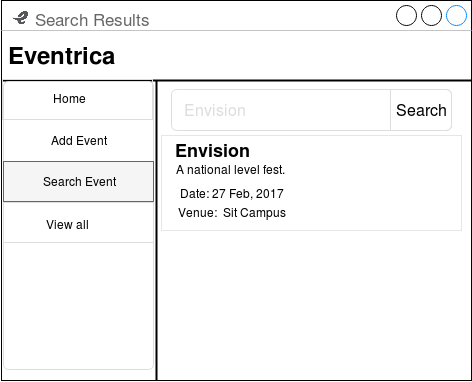 Search Results
Eventrica
Home
Add Event
Search Event
View all
Envision
Search
Envision
A national level fest.
Date: 27 Feb, 2017
Venue: Sit Campus